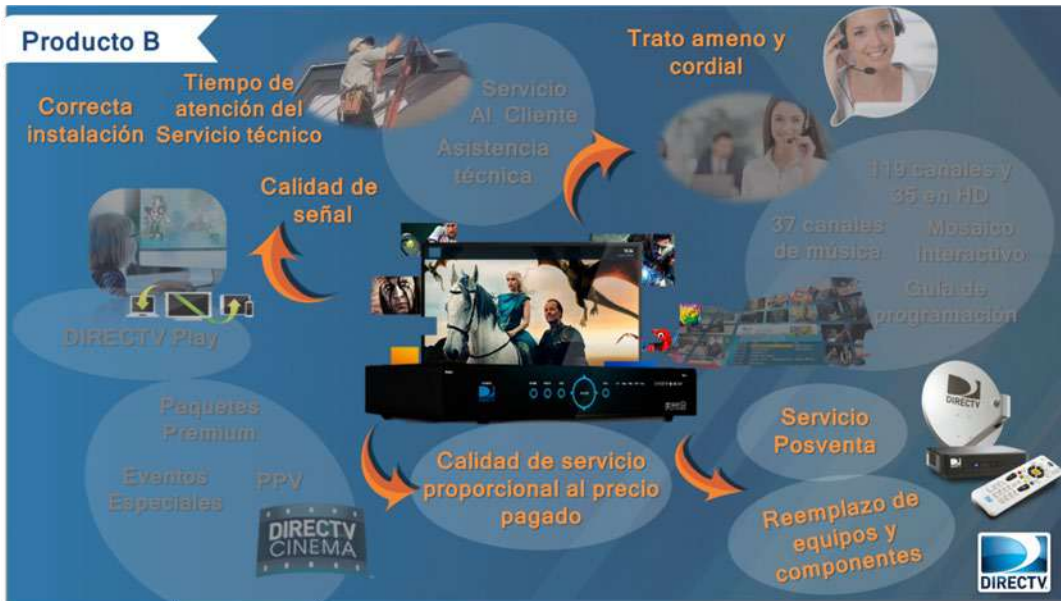 Producto B
Correcta
instalación
Tiempo de
atención del
Servicio técnico
Servicio
Al Cliente
Asistencia
técnica
Trato ameno y
cordial
Calidad de
señal
119 canales y
35 en HD
37 canales
de música
Mosaico
Interactivo
Guía de
programación
DIRECTV Play
Paquetes
Premium
Eventos
Especiales
PPV
DIRECTV
CINEMA
Calidad de servicio
proporcional al precio
pagado
Servicio
Posventa
DIRECTV
Reemplazo de
equipos y
componentes
DIRECTV